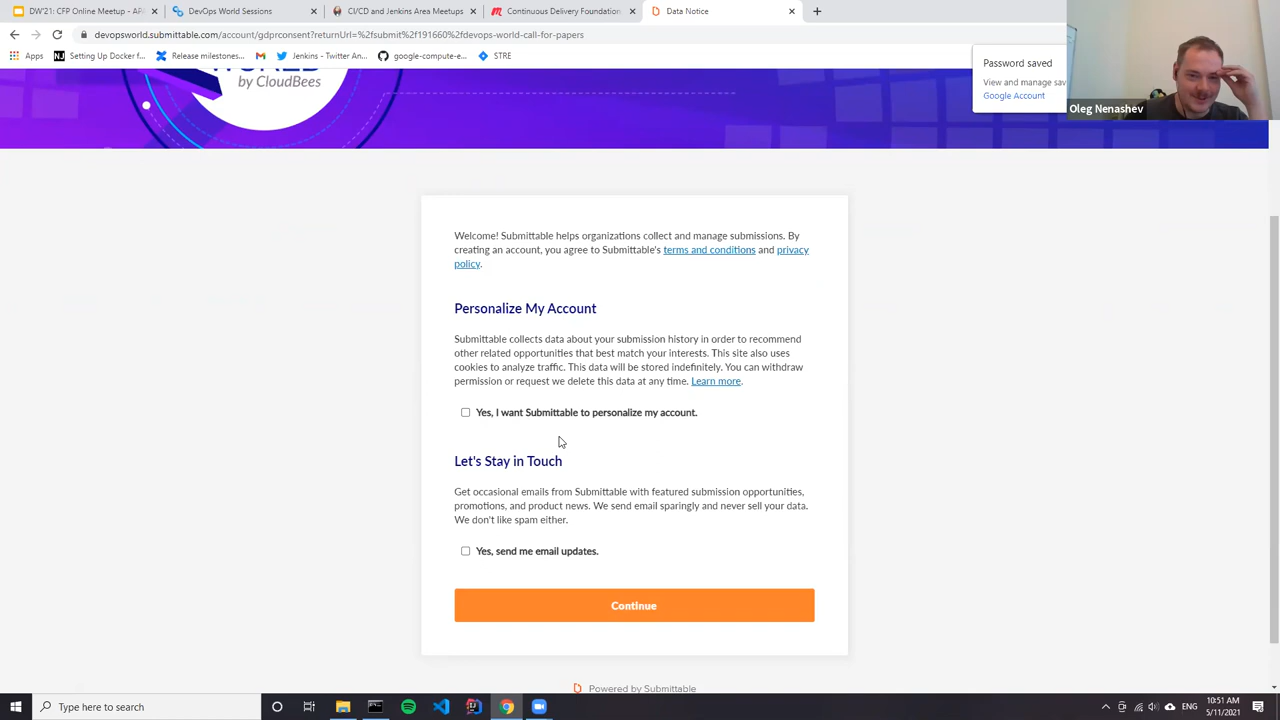 DW'21: CFP Online Meetup - AP
DevOps World Sessions
CI/CD and Jenkins Area Meetups
Continuous Delivery Foundation
Data Notice
devopsworld.submittable.com/account/gdprconsent?returnUrl=%2fsubmit%2f191660%2fdevops-world-call-for-papers
Apps
Setting Up Docker f...
Release milestones...
Jenkins - Twitter An...
google-compute-e...
STRE
Password saved
View and manage sav
Google Account
Oleg Nenashev
WORLD
by CloudBees
Welcome! Submittable helps organizations collect and manage submissions. By
creating an account, you agree to Submittable's terms and conditions and privacy
policy.
Personalize My Account
Submittable collects data about your submission history in order to recommend
other related opportunities that best match your interests. This site also uses
cookies to analyze traffic. This data will be stored indefinitely. You can withdraw
permission or request we delete this data at any time. Learn more.
Yes, I want Submittable to personalize my account.
Let's Stay in Touch
Get occasional emails from Submittable with featured submission opportunities,
promotions, and product news. We send email sparingly and never sell your data.
We don't like spam either.
Yes, send me email updates.
Continue
Powered by Submittable
Type here to search
10:51 AM
5/11/2021